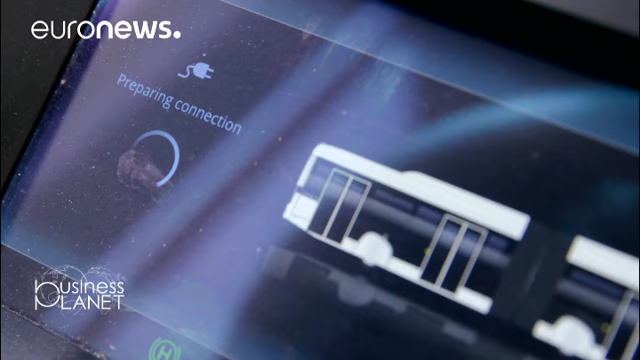 euronews.
Preparing connection
business
PLANET
H